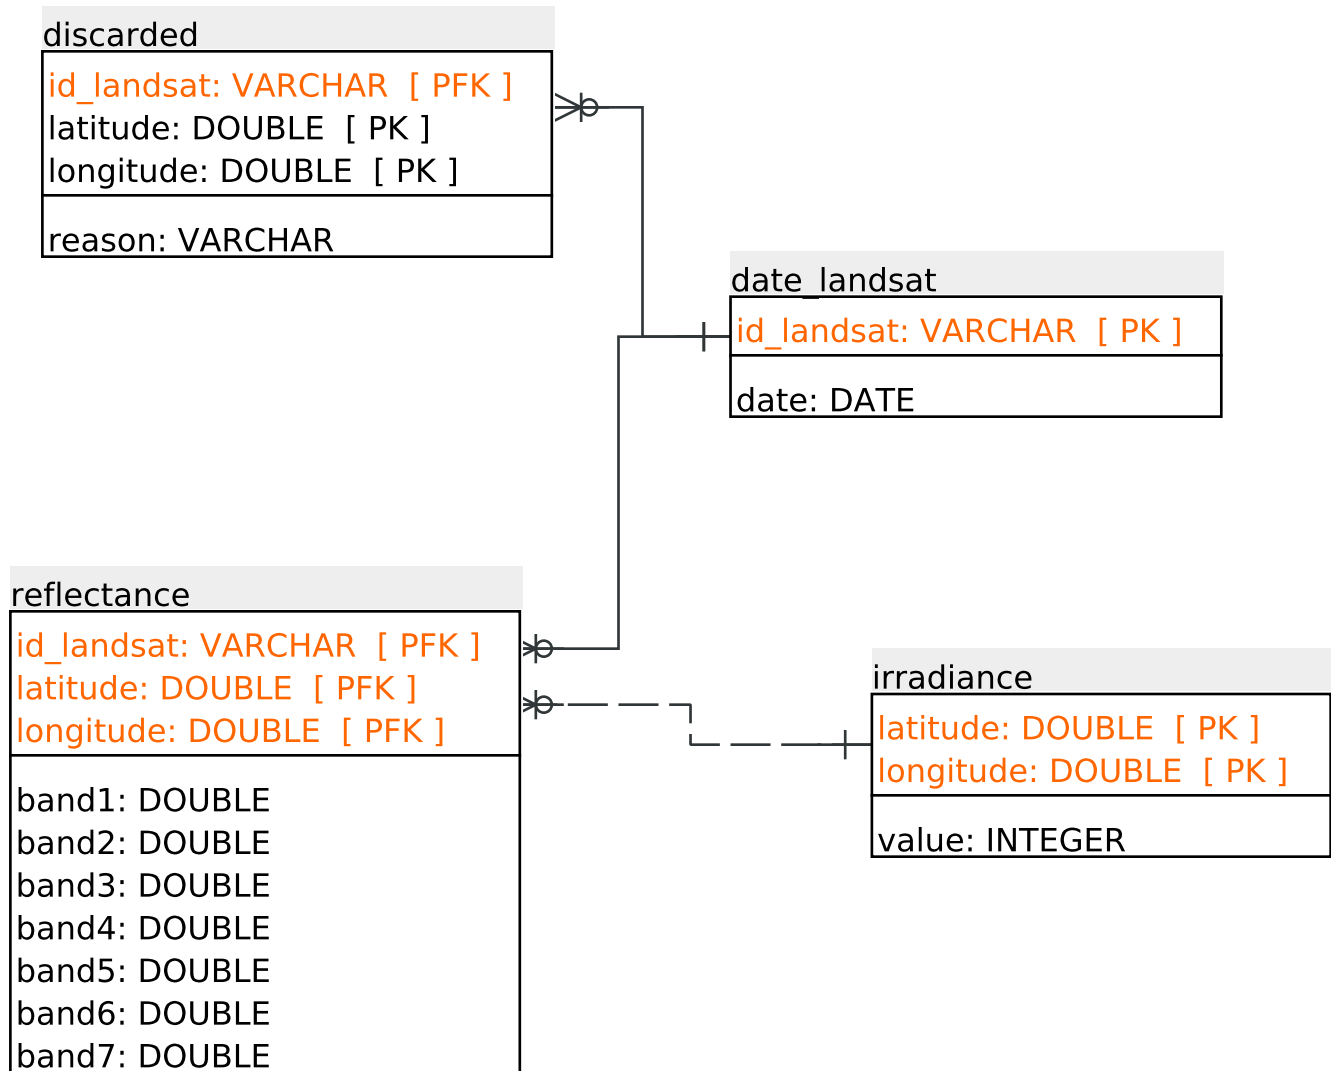 discarded
id_landsat: VARCHAR [ PFK ]
latitude: DOUBLE [ PK ]
longitude: DOUBLE [ PK ]
reason: VARCHAR
date_landsat
id_landsat: VARCHAR [ PK ]
date: DATE
reflectance
id_landsat: VARCHAR [ PFK ]
latitude: DOUBLE [ PFK ]
longitude: DOUBLE [ PFK ]
band1: DOUBLE
band2: DOUBLE
band3: DOUBLE
band4: DOUBLE
band5: DOUBLE
band6: DOUBLE
band7: DOUBLE
irradiance
latitude: DOUBLE [ PK ]
longitude: DOUBLE [ PK ]
value: INTEGER